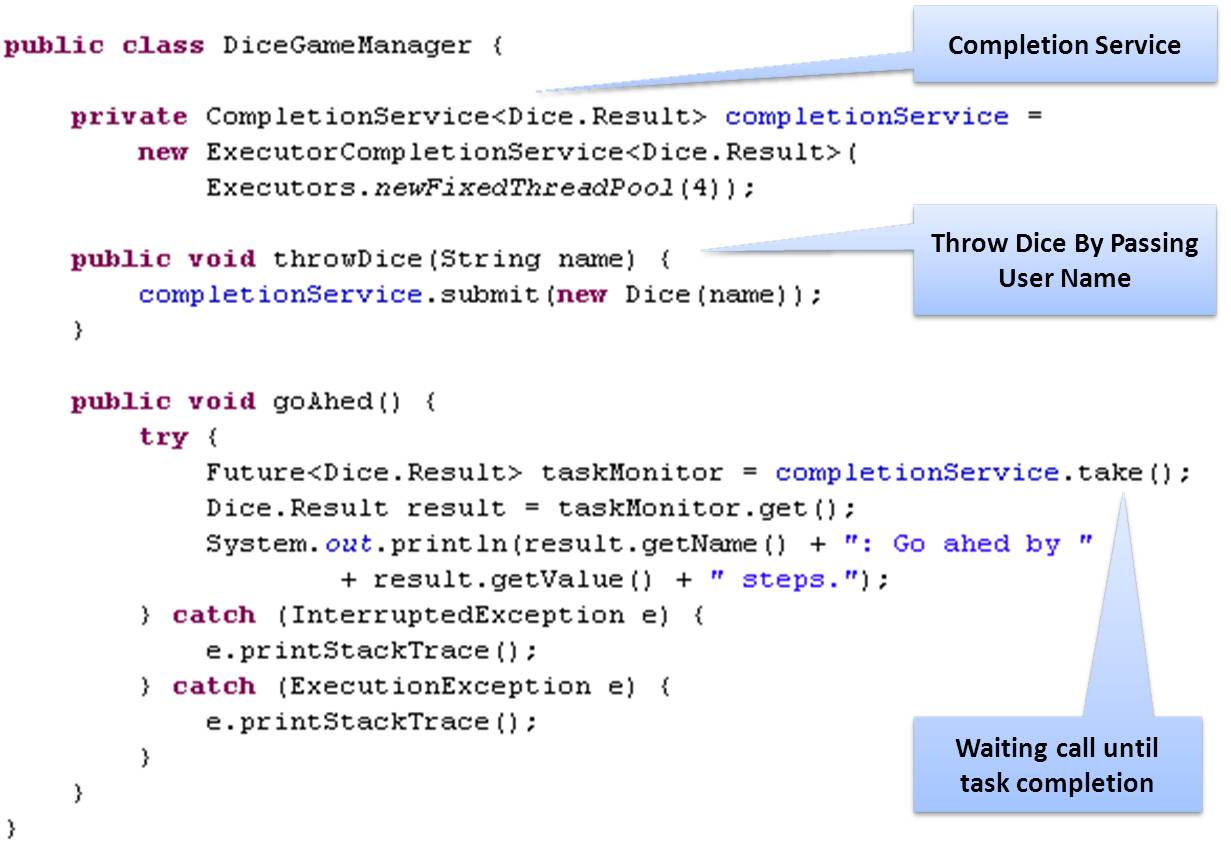 public class DiceGameManager {
Completion Service
private CompletionService<Dice.Result> completionService =
new ExecutorCompletionService<Dice.Result>(
Executors.newFixedThreadPool(4));
Throw Dice By Passing
User Name
public void throwDice(String name) {
completionService.submit(new Dice(name));
}
public void goAhed() {
try {
Future<Dice.Result> taskMonitor = completionService.take();
Dice.Result result = taskMonitor.get();
System.out.println(result.getName() + ": Go ahed by "
+ result.getValue() + " steps.");
} catch (InterruptedException e) {
e.printStackTrace();
} catch (ExecutionException e) {
e.printStackTrace();
}
Waiting call until
task completion
}
}